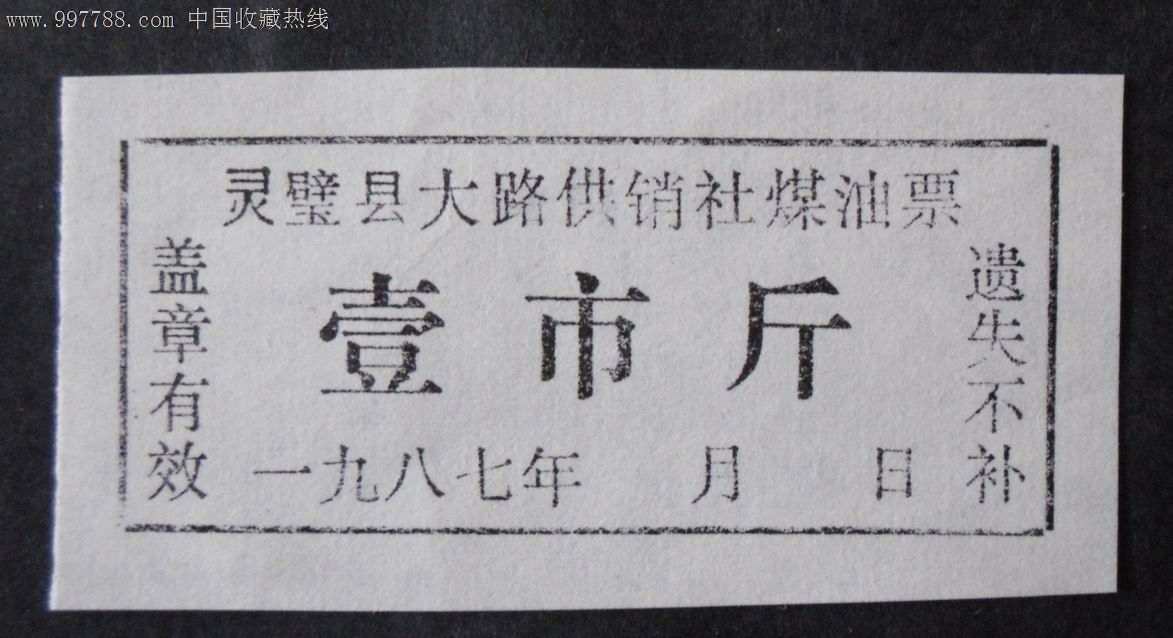 www.997788.com 中国收藏热线
灵璧县大路供销社煤油票
盖章有效
壹市斤
遗失不补
一九八七年 月 日